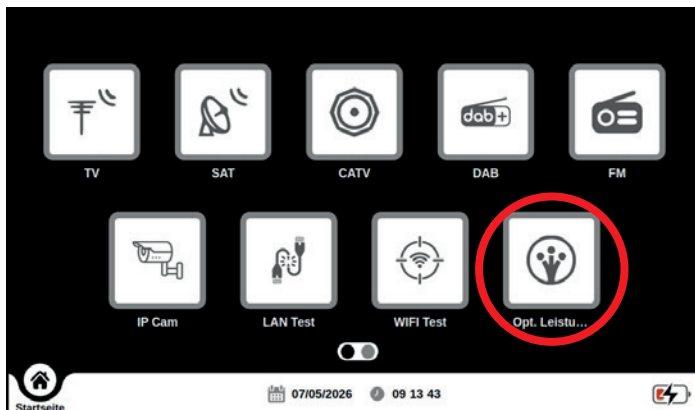 TV
SAT
CATV
dab+
DAB
FM
IP Cam
LAN Test
WIFI Test
Opt. Leistu...
Startseite
07/05/2026
09 13 43